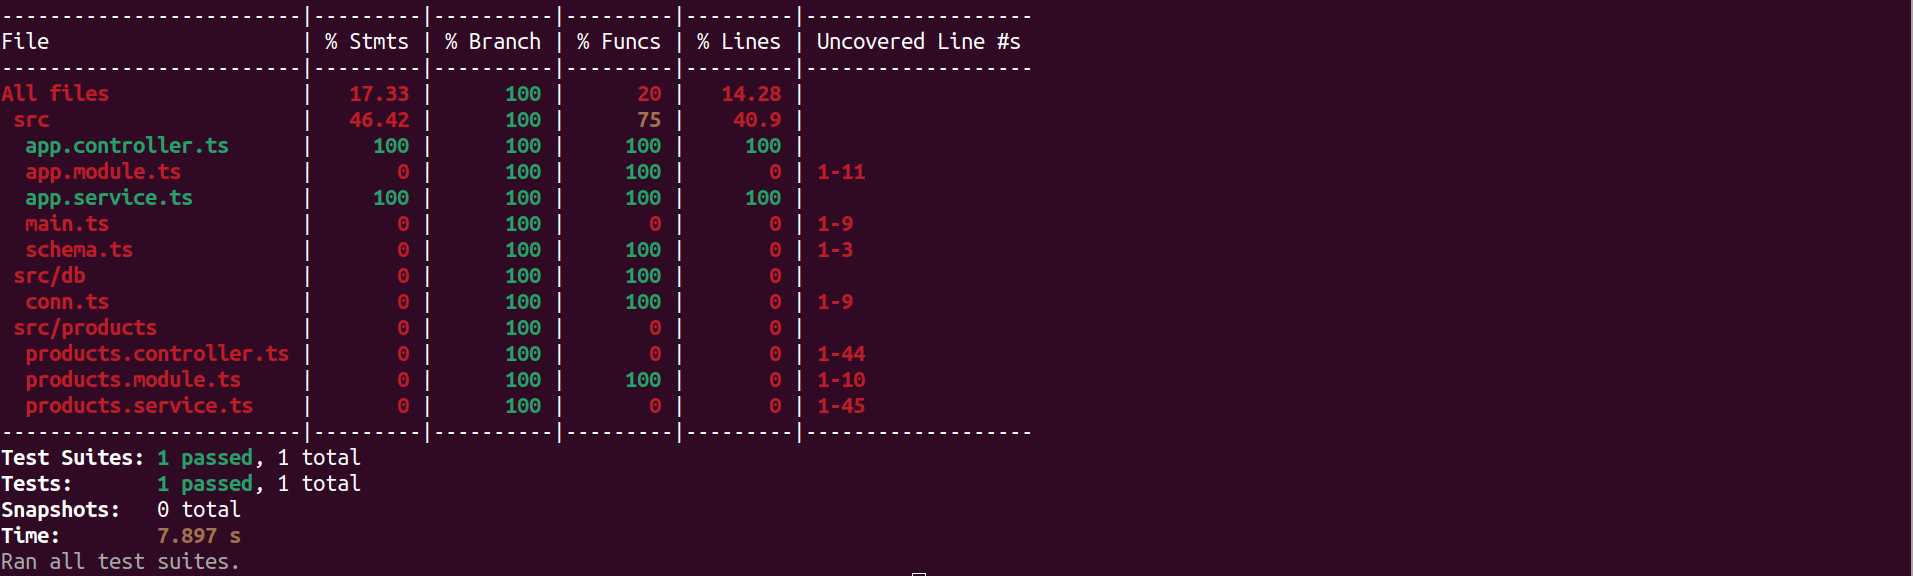 -------------------------|---------|----------|---------|---------|-------------------
File                     | % Stmts | % Branch | % Funcs | % Lines | Uncovered Line #s
-------------------------|---------|----------|---------|---------|-------------------
All files                |   17.33 |      100 |      20 |   14.28 |
 src                     |   46.42 |      100 |      75 |    40.9 |
  app.controller.ts      |     100 |      100 |     100 |     100 |
  app.module.ts          |       0 |      100 |     100 |       0 | 1-11
  app.service.ts         |     100 |      100 |     100 |     100 |
  main.ts                |       0 |      100 |       0 |       0 | 1-9
  schema.ts              |       0 |      100 |     100 |       0 | 1-3
 src/db                  |       0 |      100 |     100 |       0 |
  conn.ts                |       0 |      100 |     100 |       0 | 1-9
 src/products            |       0 |      100 |       0 |       0 |
  products.controller.ts |       0 |      100 |       0 |       0 | 1-44
  products.module.ts     |       0 |      100 |     100 |       0 | 1-10
  products.service.ts    |       0 |      100 |       0 |       0 | 1-45
-------------------------|---------|----------|---------|---------|-------------------
Test Suites: 1 passed, 1 total
Tests:       1 passed, 1 total
Snapshots:   0 total
Time:        7.897 s
Ran all test suites.